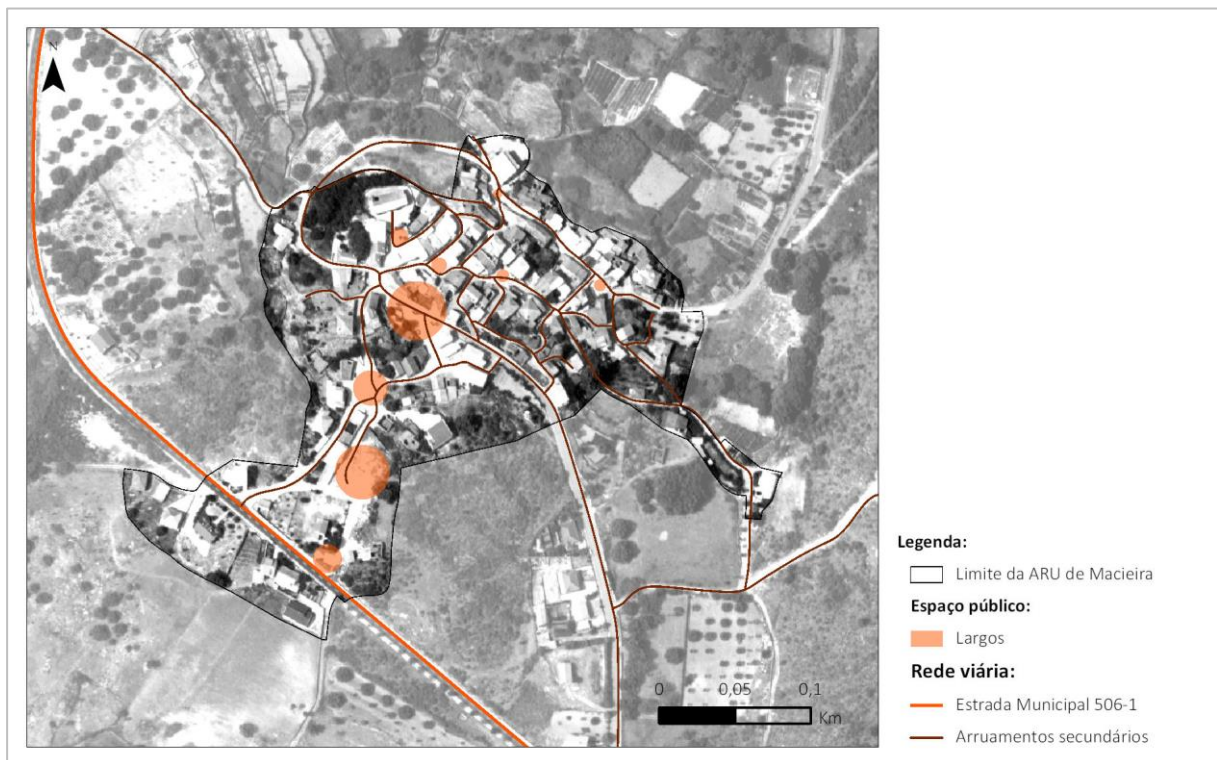 N
Legenda:
Limite da ARU de Macieira
Espaço público:
Largos
Rede viária:
Estrada Municipal 506-1
Arruamentos secundários
0 0,05 0,1
Km